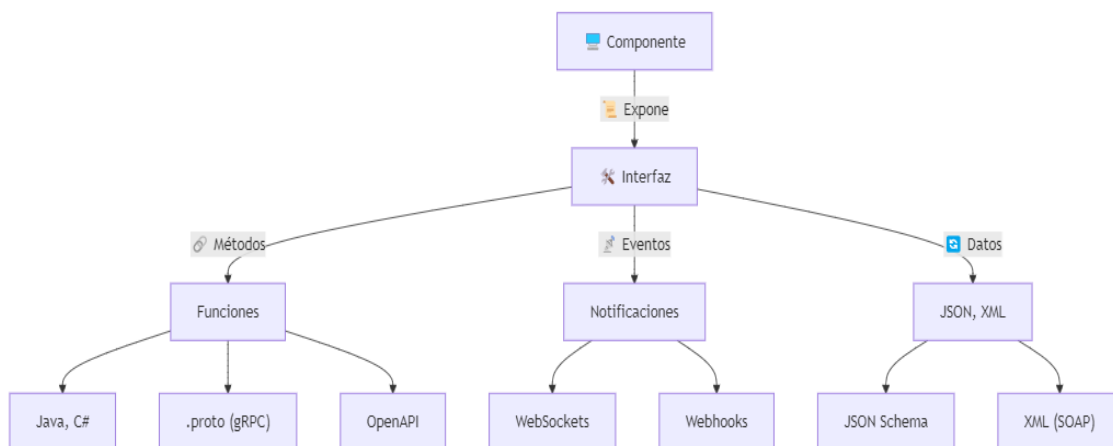 Componente
Expone
Interfaz
Métodos
Eventos
Datos
Funciones
Notificaciones
JSON, XML
Java, C#
.proto (gRPC)
OpenAPI
WebSockets
Webhooks
JSON Schema
XML (SOAP)